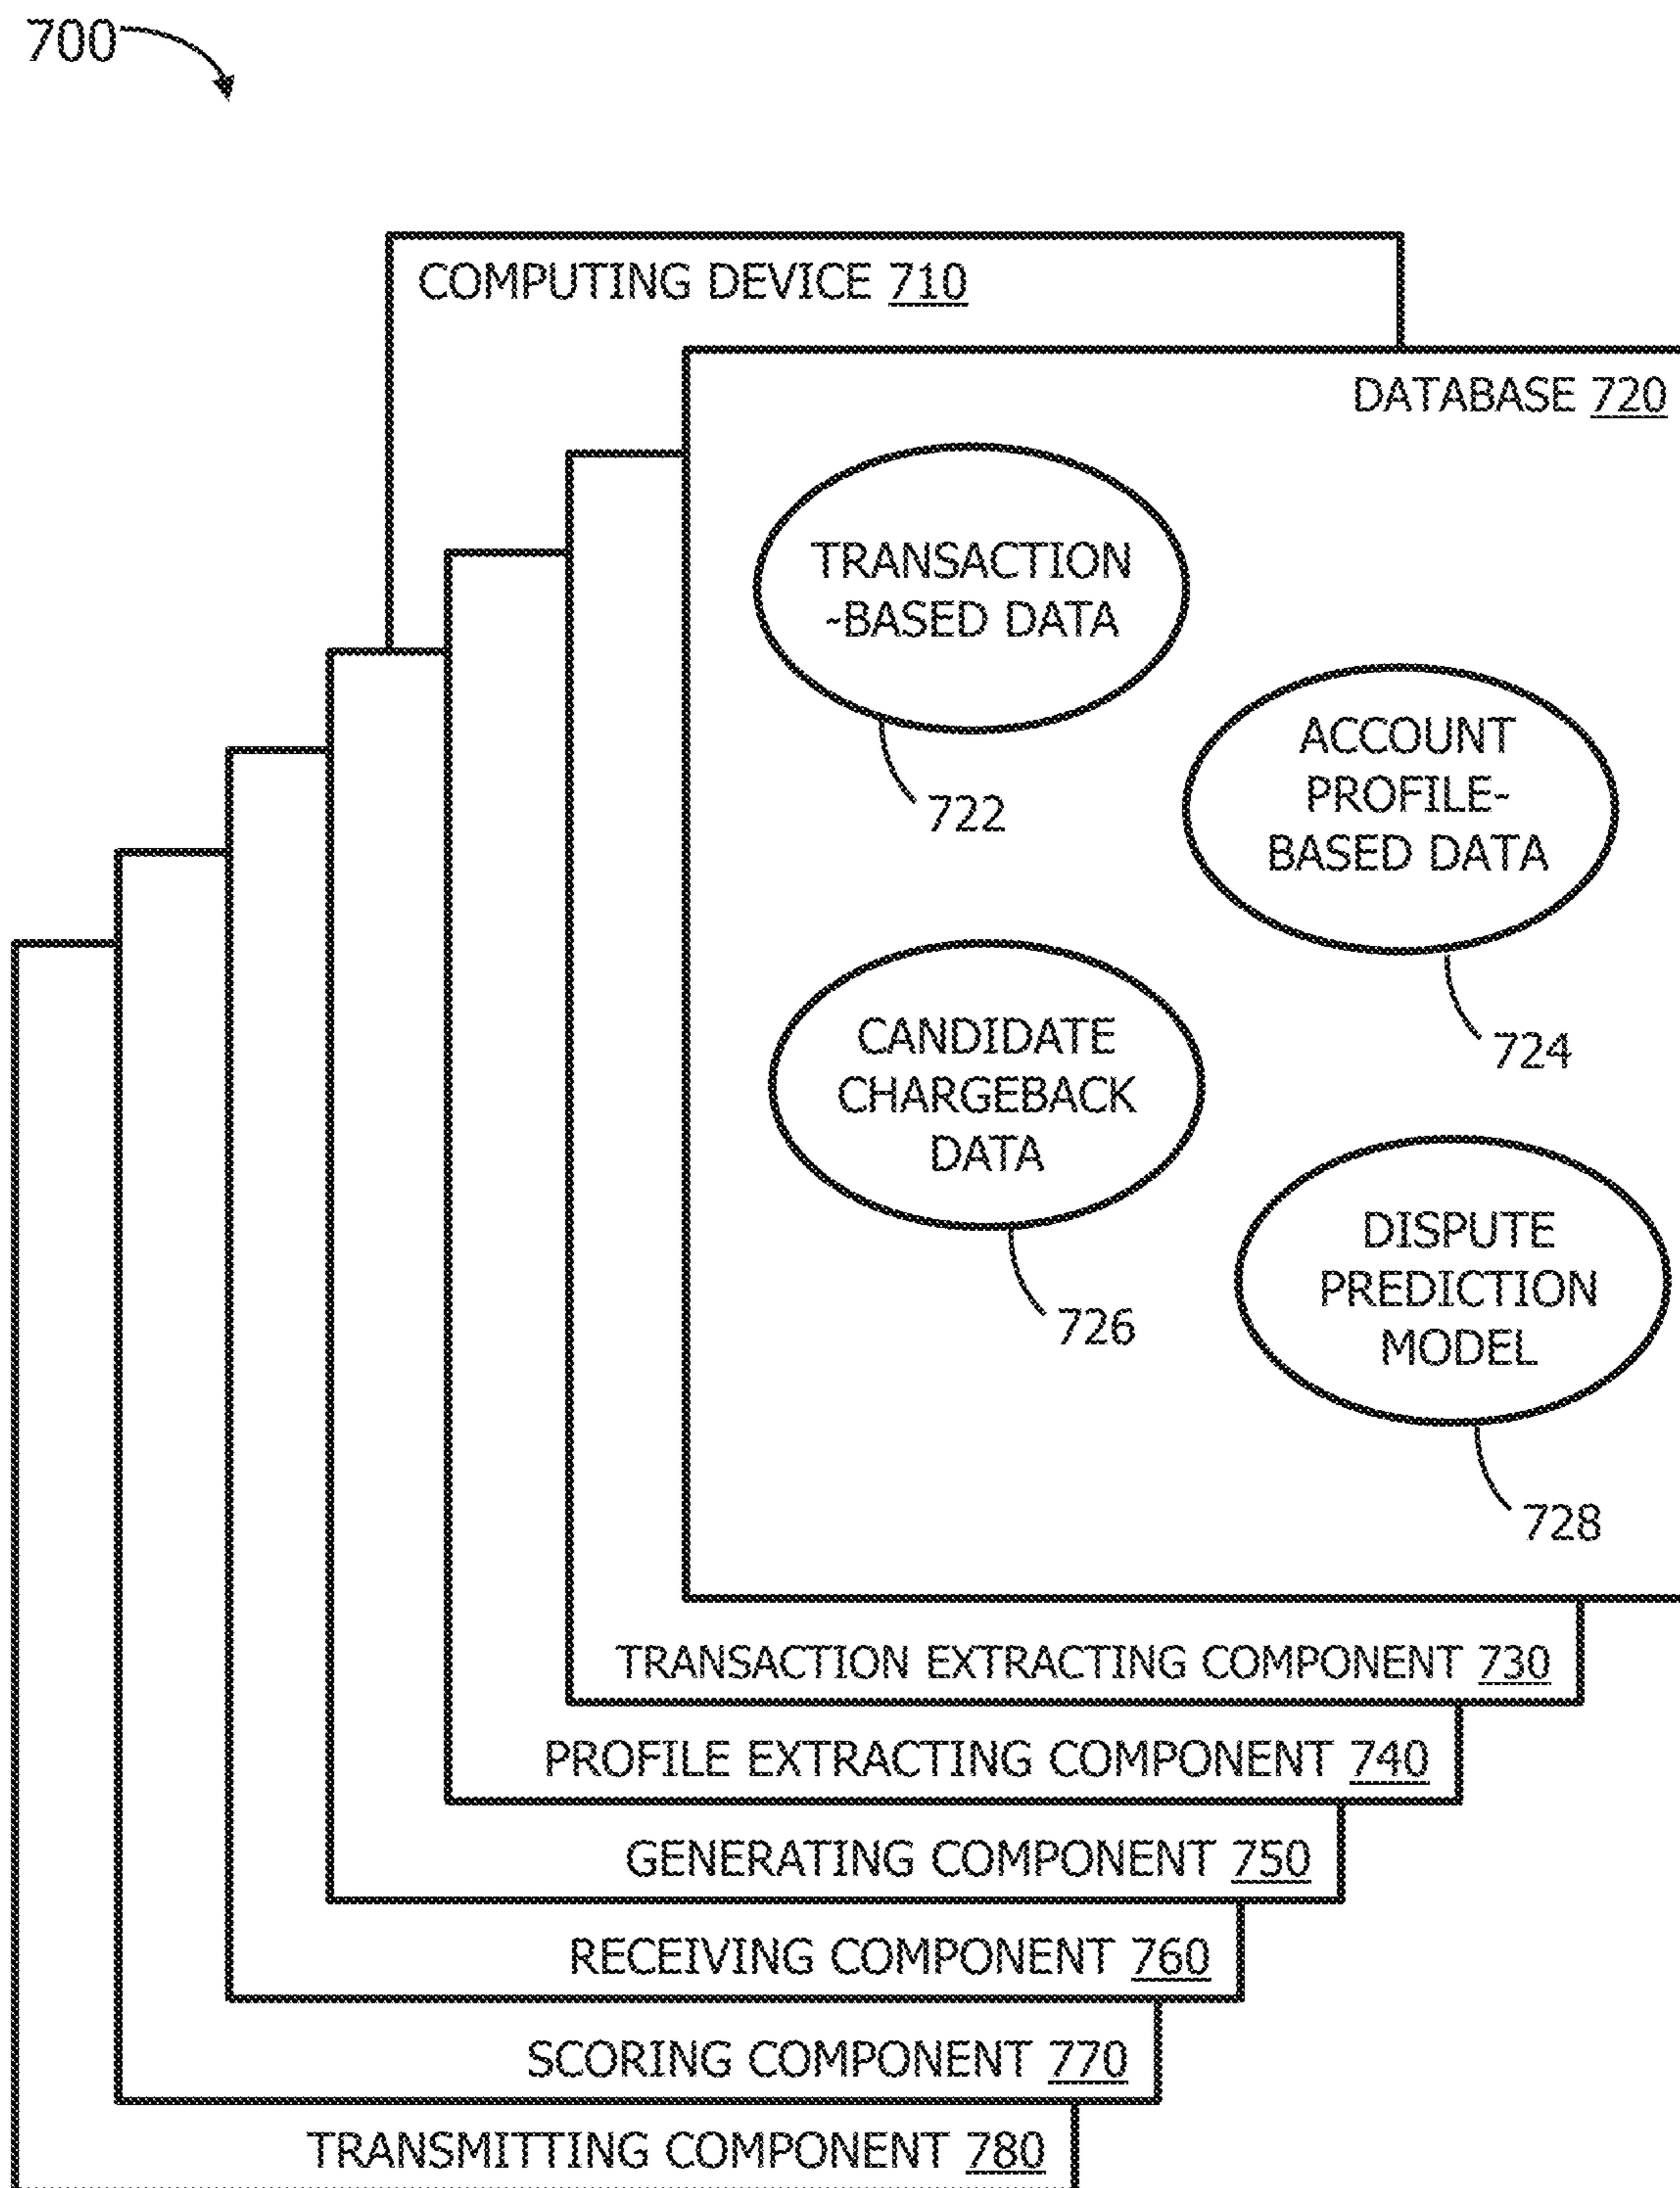 700
COMPUTING DEVICE 710
DATABASE 720
TRANSACTION
-BASED DATA
722
ACCOUNT
PROFILE-
BASED DATA
724
CANDIDATE
CHARGEBACK
DATA
726
DISPUTE
PREDICTION
MODEL
728
TRANSACTION EXTRACTING COMPONENT 730
PROFILE EXTRACTING COMPONENT 740
GENERATING COMPONENT 750
RECEIVING COMPONENT 760
SCORING COMPONENT 770
TRANSMITTING COMPONENT 780